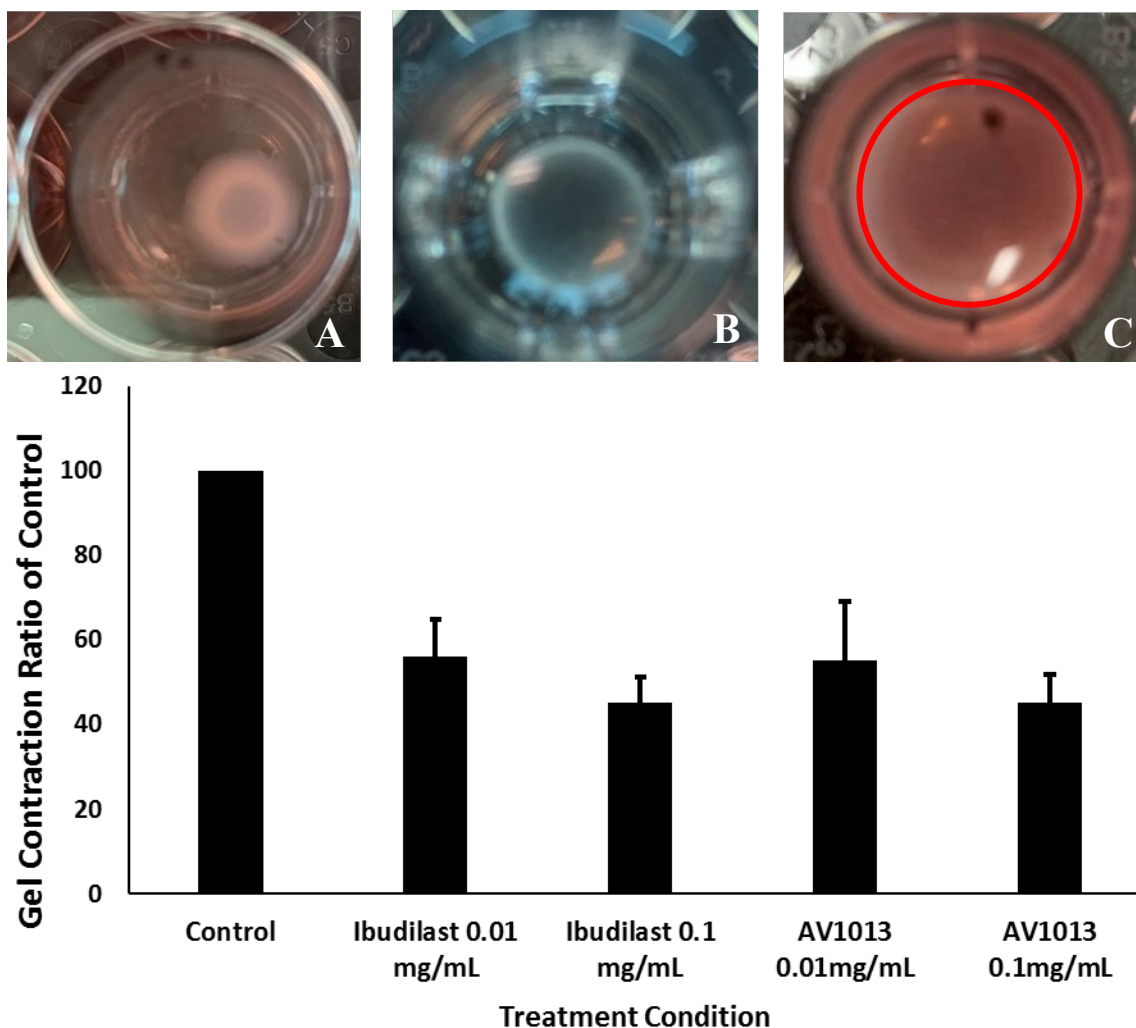 A
B
C
Gel Contraction Ratio of Control
120
100
80
60
40
20
0
Control
Ibudilast 0.01
mg/mL
Ibudilast 0.1
mg/mL
AV1013
0.01mg/mL
AV1013
0.1mg/mL
Treatment Condition